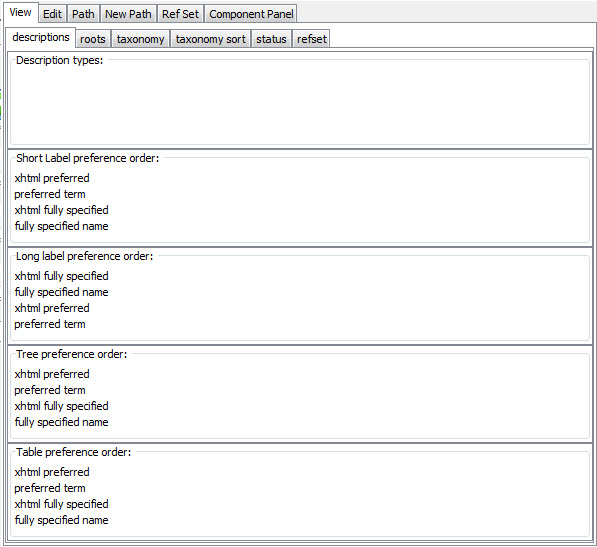 View Edit Path New Path Ref Set Component Panel
descriptions roots taxonomy taxonomy sort status refset
Description types:
Short Label preference order:
xhtml preferred
preferred term
xhtml fully specified
fully specified name
Long label preference order:
xhtml fully specified
fully specified name
xhtml preferred
preferred term
Tree preference order:
xhtml preferred
preferred term
xhtml fully specified
fully specified name
Table preference order:
xhtml preferred
preferred term
xhtml fully specified
fully specified name